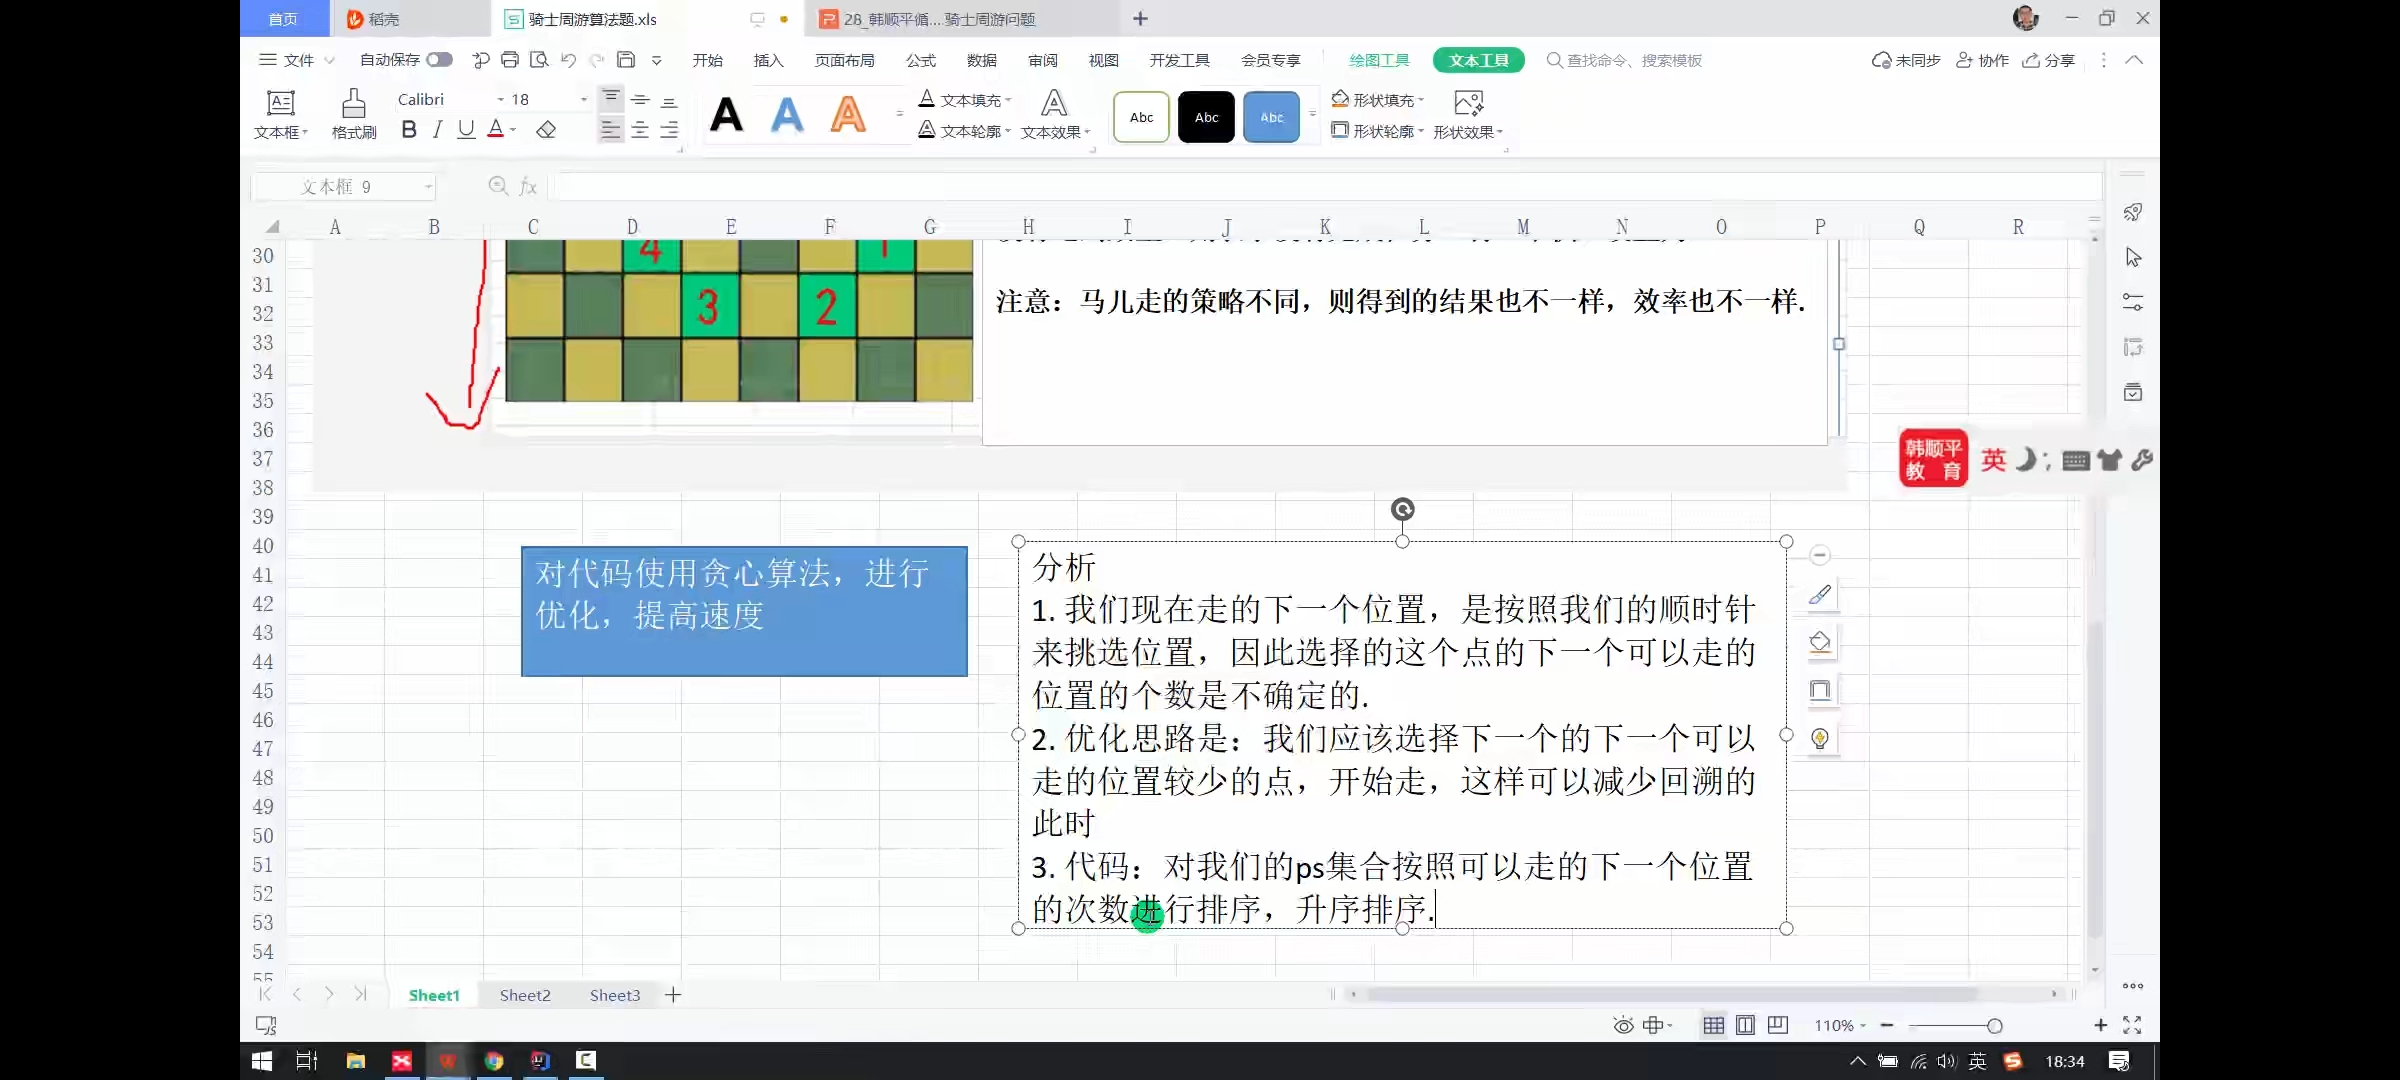 首页
稻壳
骑士周游算法题.xls
28_韩顺平循....骑士周游问题
文件
自动保存
开始
插入
页面布局
公式
数据
审阅
视图
开发工具
会员专享
绘图工具
文本工具
查找命令、搜索模板
未同步
协作
分享
文本框
格式刷
Calibri
18
B I U A
A A A
文本填充
文本轮廓
文本效果
Abc Abc Abc
形状填充
形状轮廓
形状效果
文本框 9
fx
A B C D E F G H I J K L M N O P Q R
30
31
32
33
34
35
36
37
38
39
40
41
42
43
44
45
46
47
48
49
50
51
52
53
54
55
4 1
3 2
注意：马儿走的策略不同，则得到的结果也不一样，效率也不一样.
韩顺平
教 育
英
对代码使用贪心算法，进行
优化，提高速度
分析
1. 我们现在走的下一个位置，是按照我们的顺时针
来挑选位置，因此选择的这个点的下一个可以走的
位置的个数是不确定的.
2. 优化思路是：我们应该选择下一个的下一个可以
走的位置较少的点，开始走，这样可以减少回溯的
此时
3. 代码：对我们的ps集合按照可以走的下一个位置
的次数进行排序，升序排序.
Sheet1
Sheet2
Sheet3
110%
英
18:34